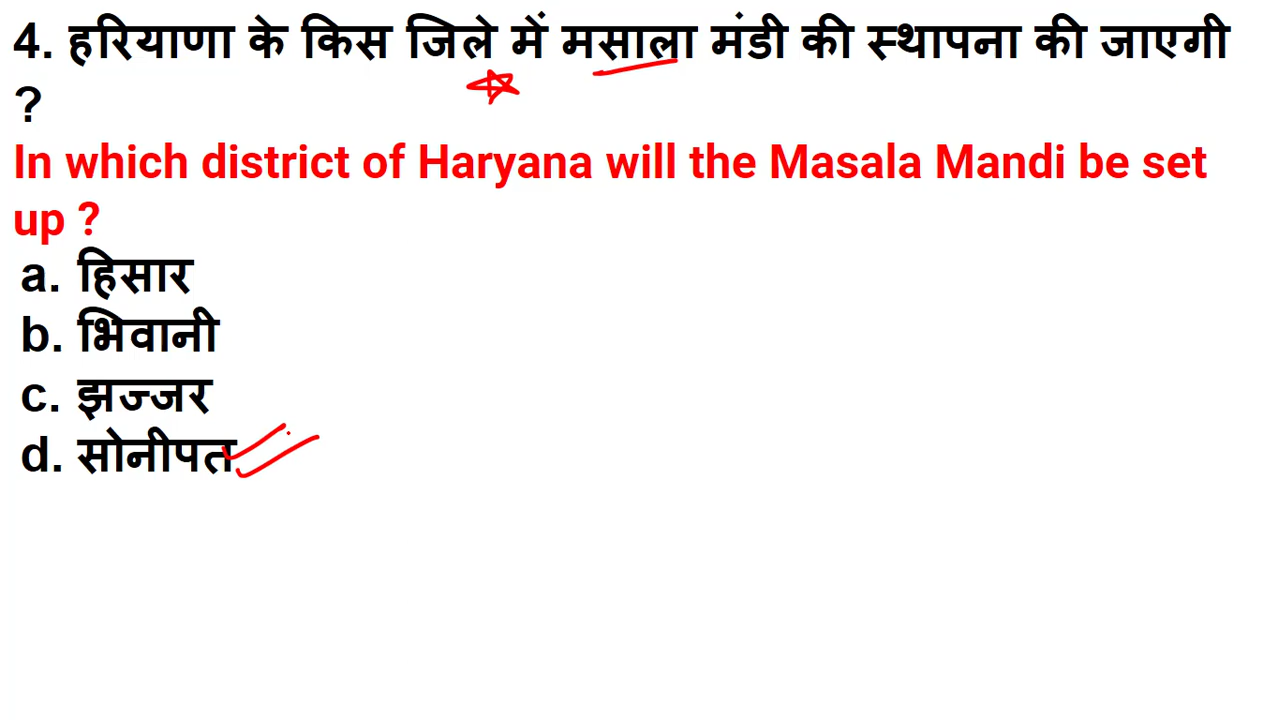 4. हरियाणा के किस जिले में मसाला मंडी की स्थापना की जाएगी
?
In which district of Haryana will the Masala Mandi be set
up ?
a. हिसार
b. भिवानी
c. झज्जर
d. सोनीपत